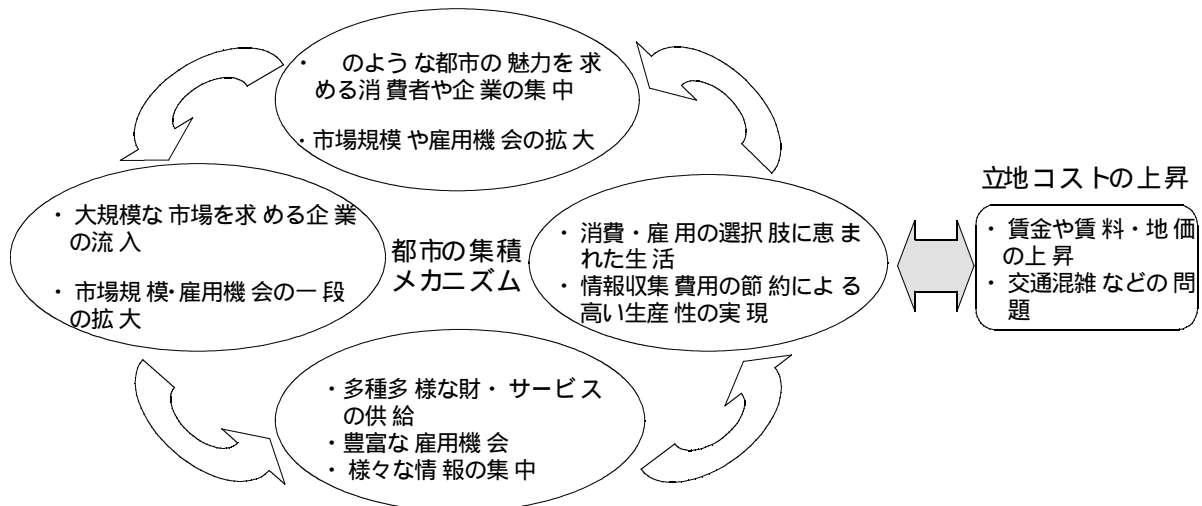 ・ のような都市の魅力を求
める消費者や企業の集中
・市場規模や雇用機会の拡大
・ 大規模な市場を求める企業
の流入
・ 市場規模・雇用機会の一段
の拡大
都市の集積
メカニズム
・ 消費・雇用の選択肢に恵ま
れた生活
・ 情報収集費用の節約による
高い生産性の実現
立地コストの上昇
・ 賃金や賃料・地価
の上昇
・ 交通混雑などの問
題
・多種多様な財・サービス
の供給
・豊富な雇用機会
・ 様々な情報の集中